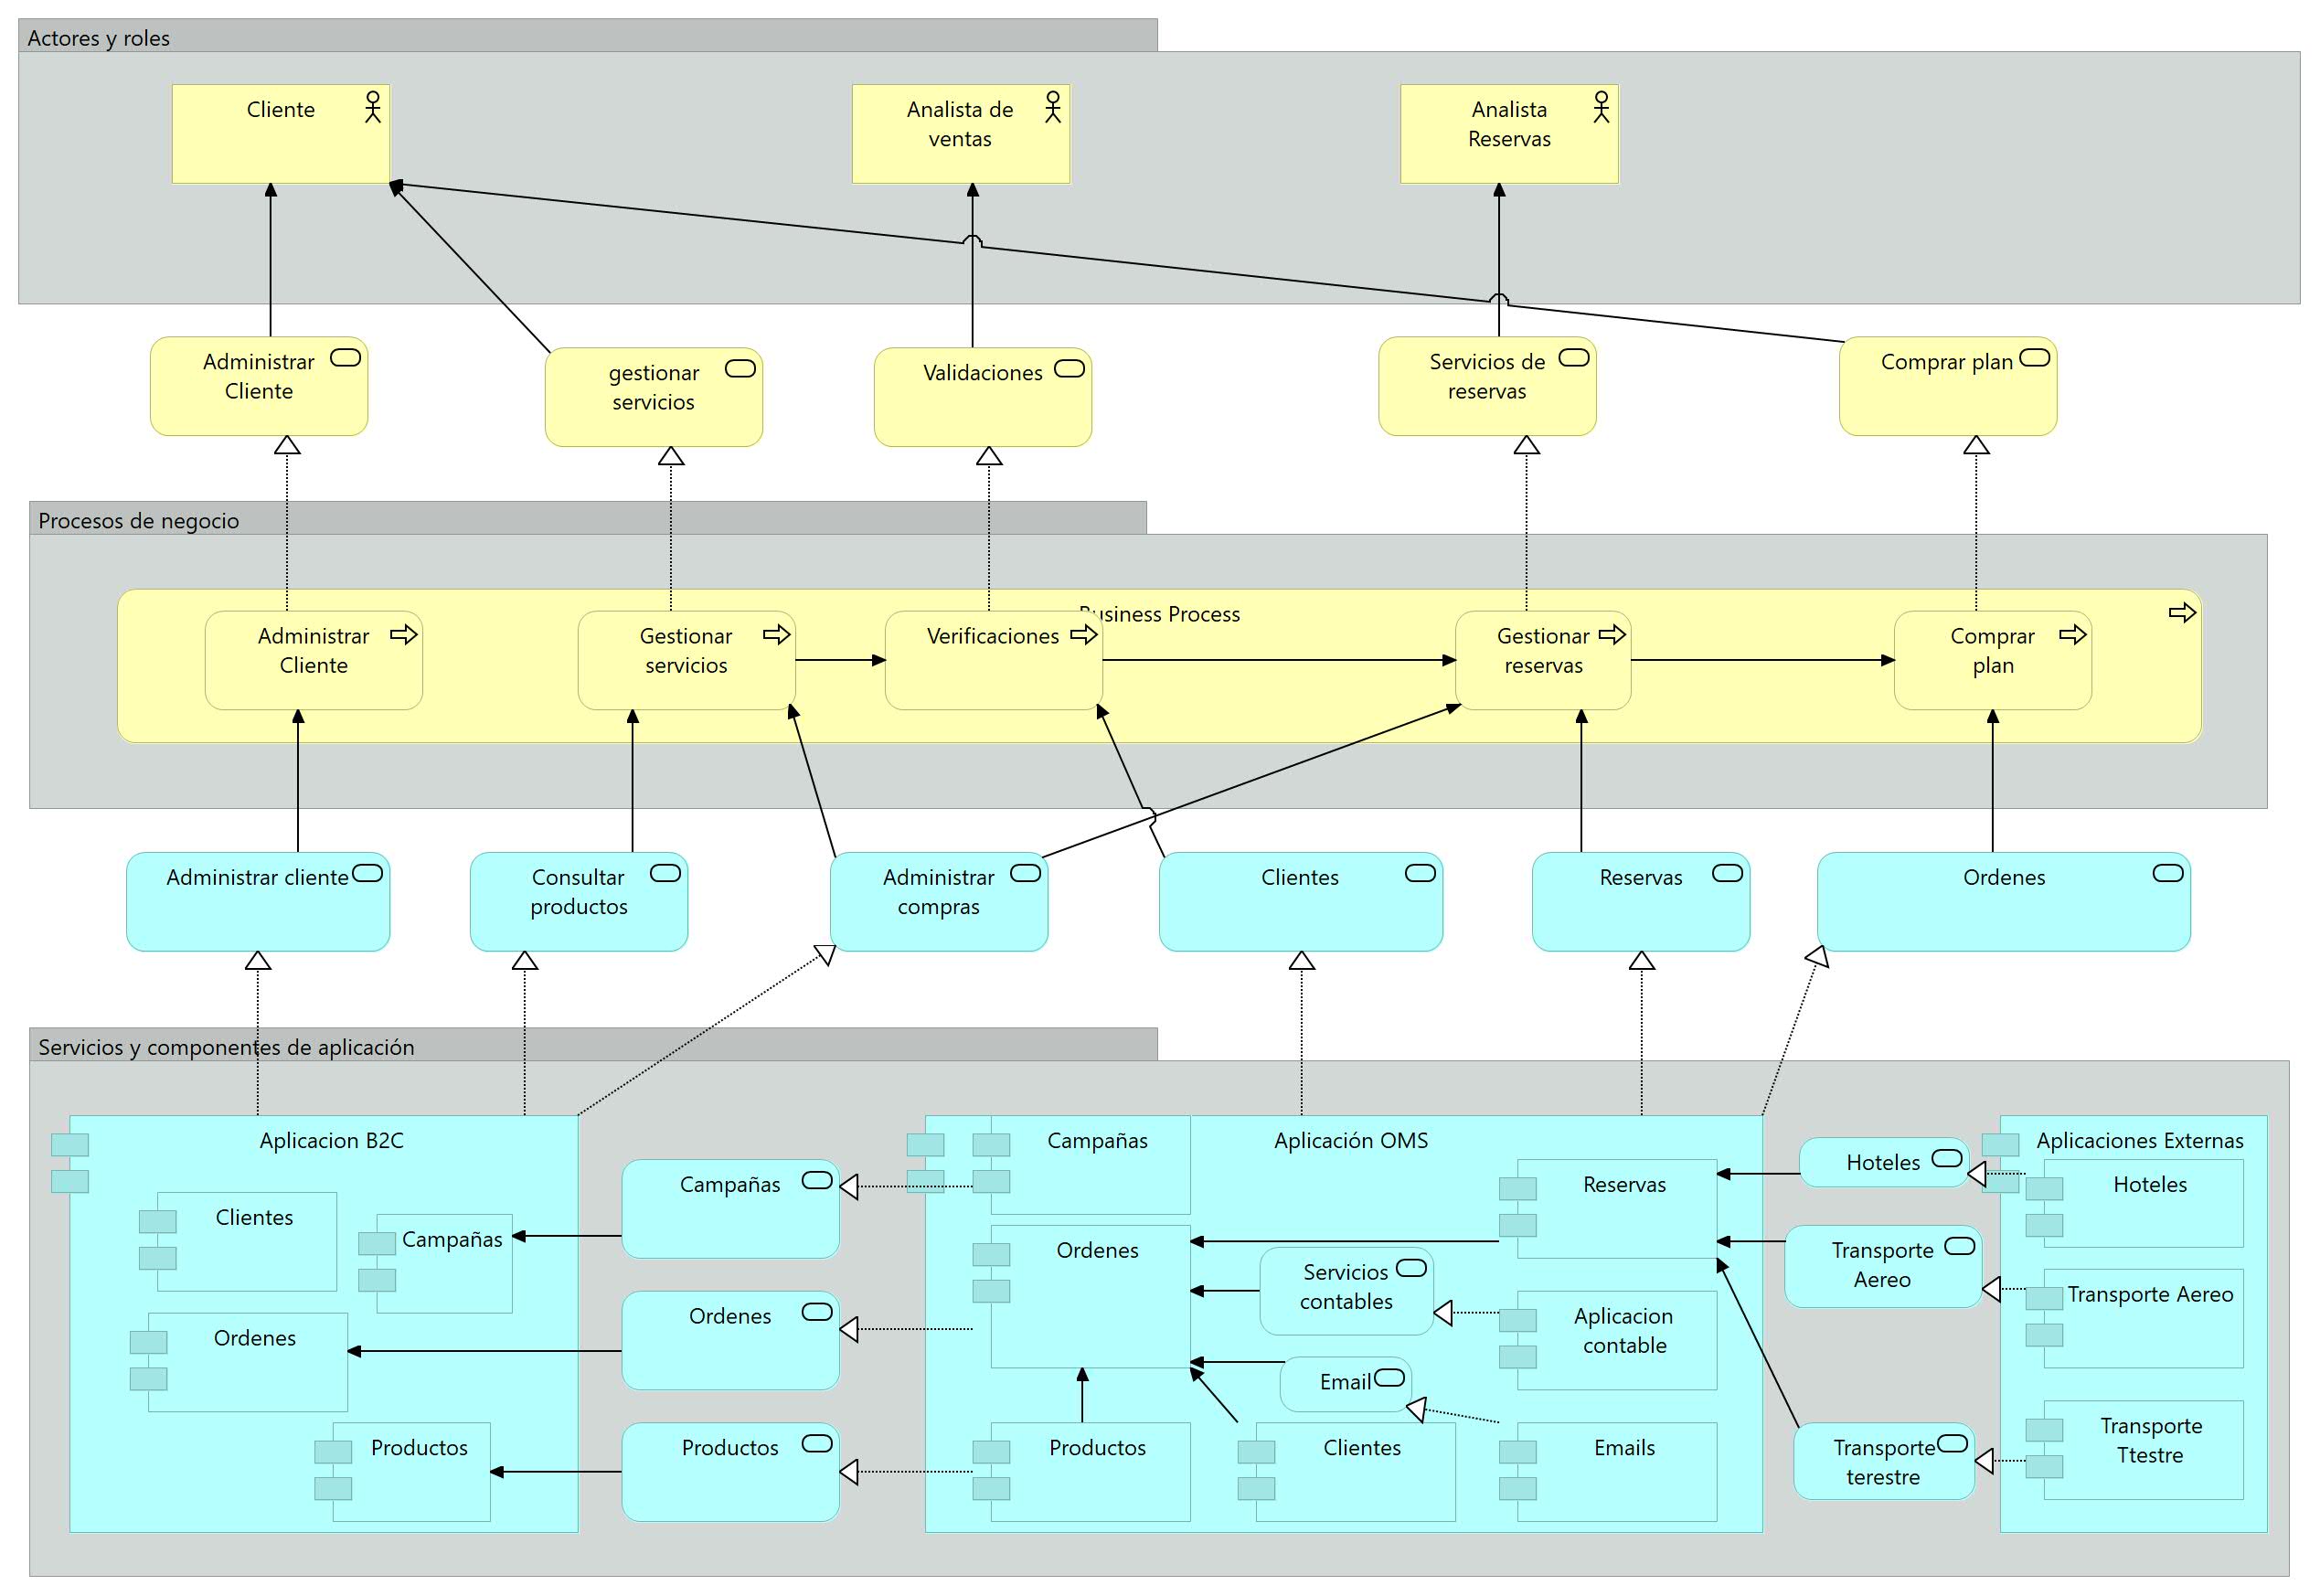 Actores y roles
Cliente
Analista de
ventas
Analista
Reservas
Administrar
Cliente
gestionar
servicios
Validaciones
Servicios de
reservas
Comprar plan
Procesos de negocio
Business Process
Administrar
Cliente
Gestionar
servicios
Verificaciones
Gestionar
reservas
Comprar
plan
Administrar cliente
Consultar
productos
Administrar
compras
Clientes
Reservas
Ordenes
Servicios y componentes de aplicación
Aplicacion B2C
Clientes
Campañas
Ordenes
Productos
Campañas
Ordenes
Productos
Aplicación OMS
Campañas
Ordenes
Productos
Reservas
Servicios
contables
Aplicacion
contable
Email
Clientes
Emails
Hoteles
Transporte
Aereo
Transporte
terestre
Aplicaciones Externas
Hoteles
Transporte Aereo
Transporte
Ttestre